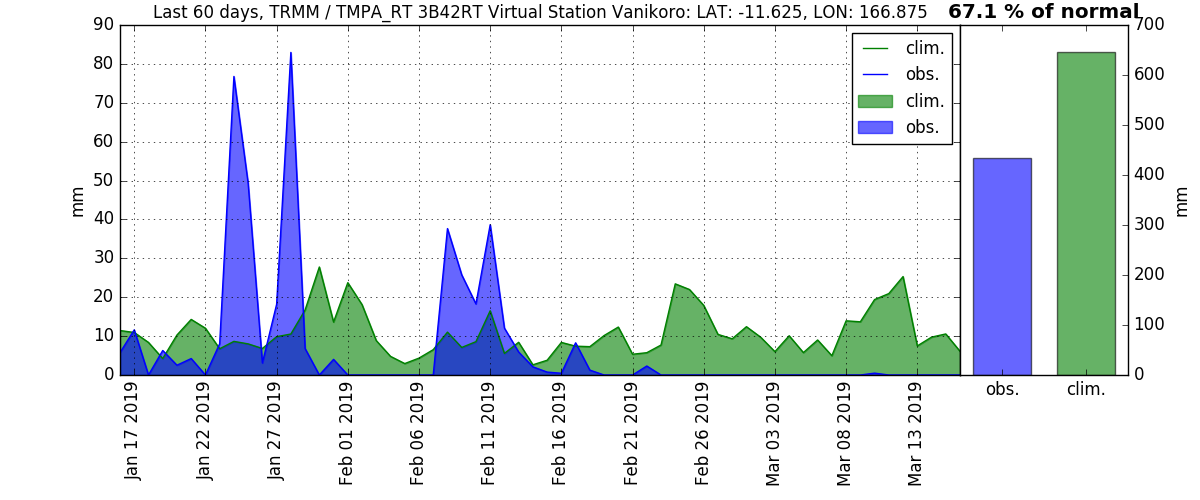 Last 60 days, TRMM / TMPA_RT 3B42RT Virtual Station Vanikoro: LAT: -11.625, LON: 166.875
67.1 % of normal
90
80
70
60
50
40
30
20
10
0
mm
clim.
obs.
clim.
obs.
Jan 17 2019
Jan 22 2019
Jan 27 2019
Feb 01 2019
Feb 06 2019
Feb 11 2019
Feb 16 2019
Feb 21 2019
Feb 26 2019
Mar 03 2019
Mar 08 2019
Mar 13 2019
700
600
500
400
300
200
100
0
mm
obs.
clim.